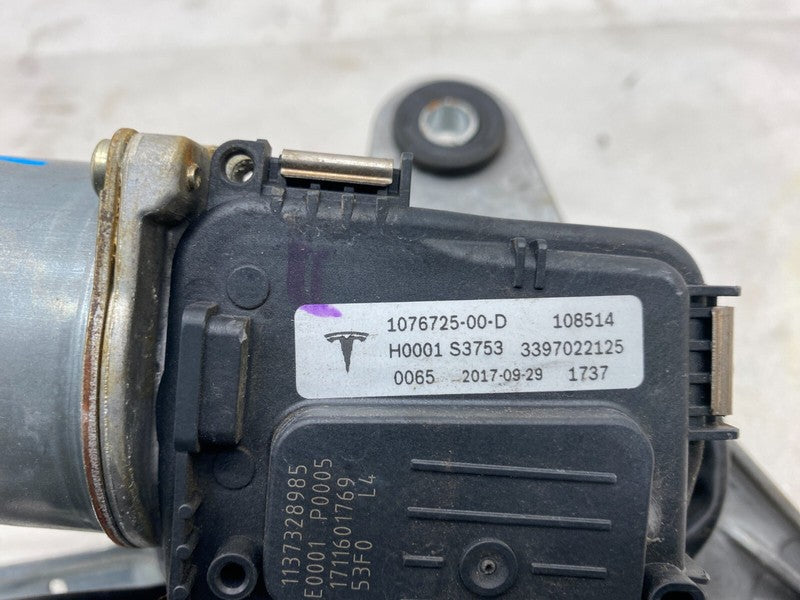 1076725-00-D 108514
H0001 S3753 3397022125
0065 2017-09-29 1737
1137328985
E0001 P0005
1711601769
53F0 L4